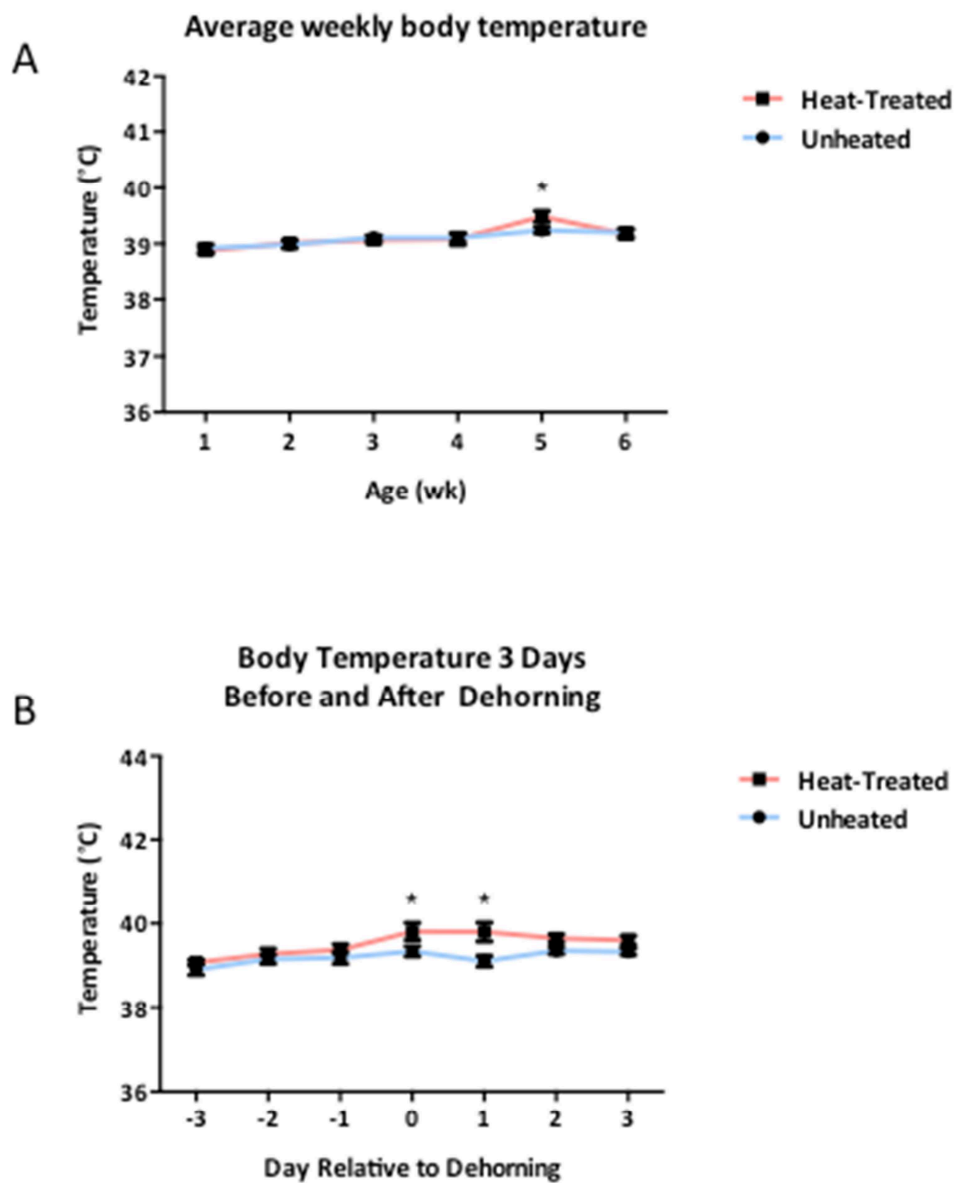 A
Average weekly body temperature
42
41
40
39
38
37
36
Temperature (°C)
*
1 2 3 4 5 6
Age (wk)
Heat-Treated
Unheated
B
Body Temperature 3 Days
Before and After Dehorning
44
42
40
38
36
Temperature (°C)
* *
-3 -2 -1 0 1 2 3
Day Relative to Dehorning
Heat-Treated
Unheated